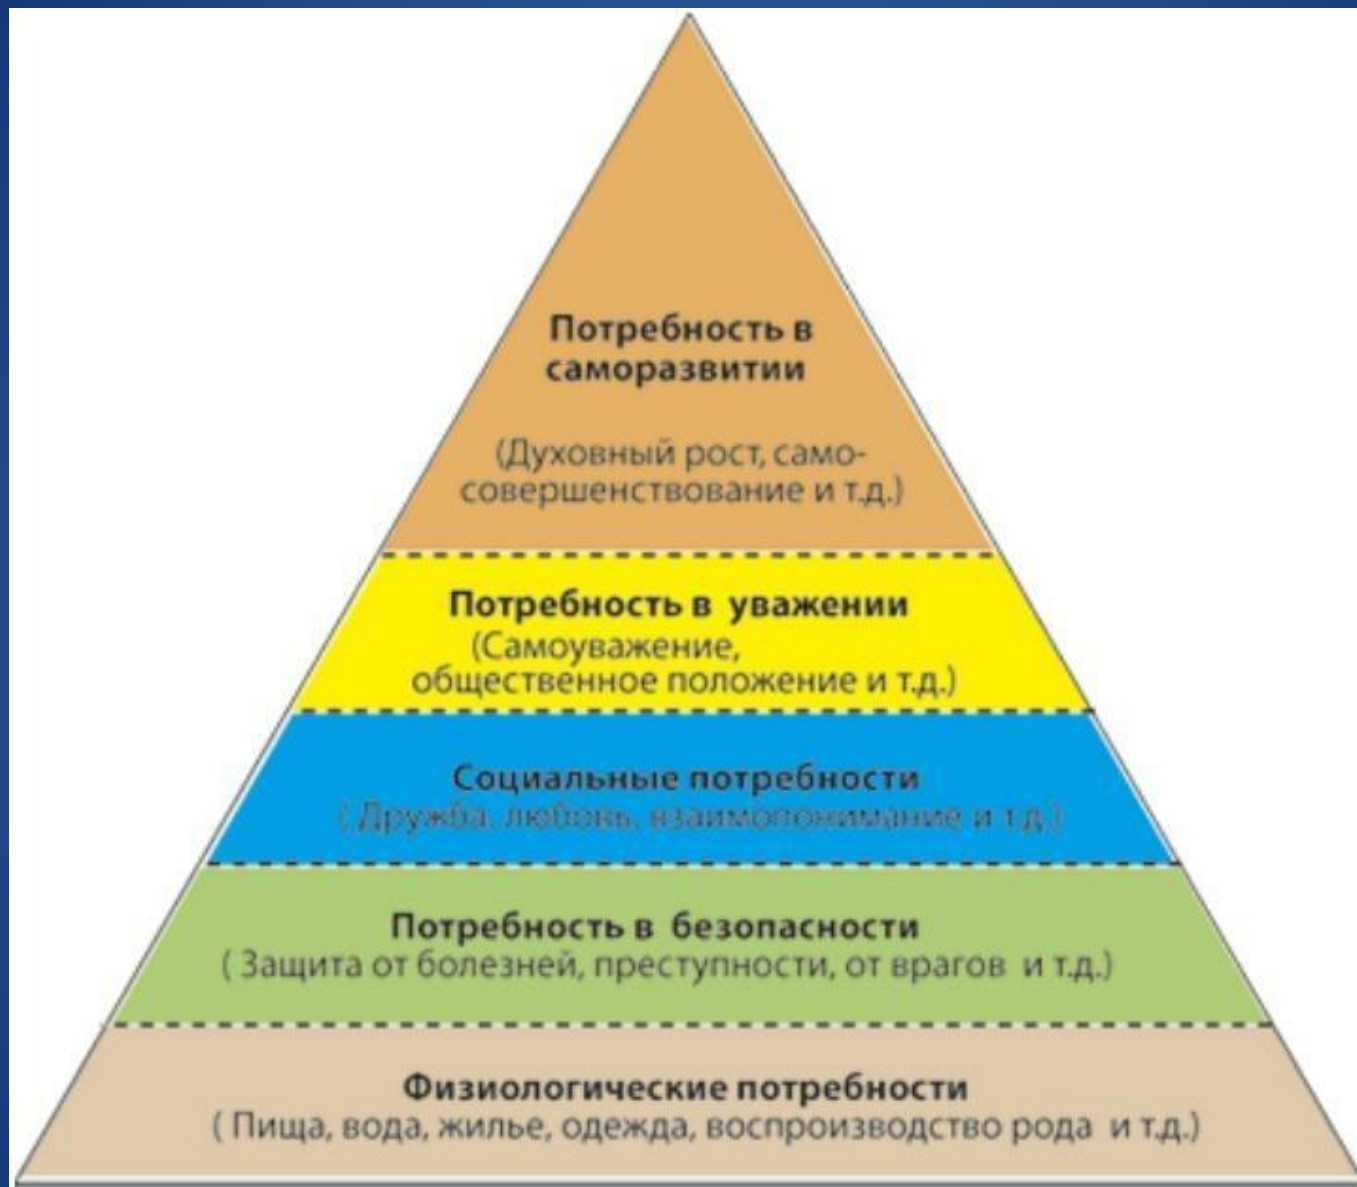 Потребность в
саморазвитии
(Духовный рост, само-
совершенствование и т.д.)
Потребность в уважении
(Самоуважение,
общественное положение и т.д.)
Социальные потребности
( Дружба, любовь, взаимопонимание и т.д.)
Потребность в безопасности
( Защита от болезней, преступности, от врагов и т.д.)
Физиологические потребности
( Пища, вода, жилье, одежда, воспроизводство рода и т.д.)